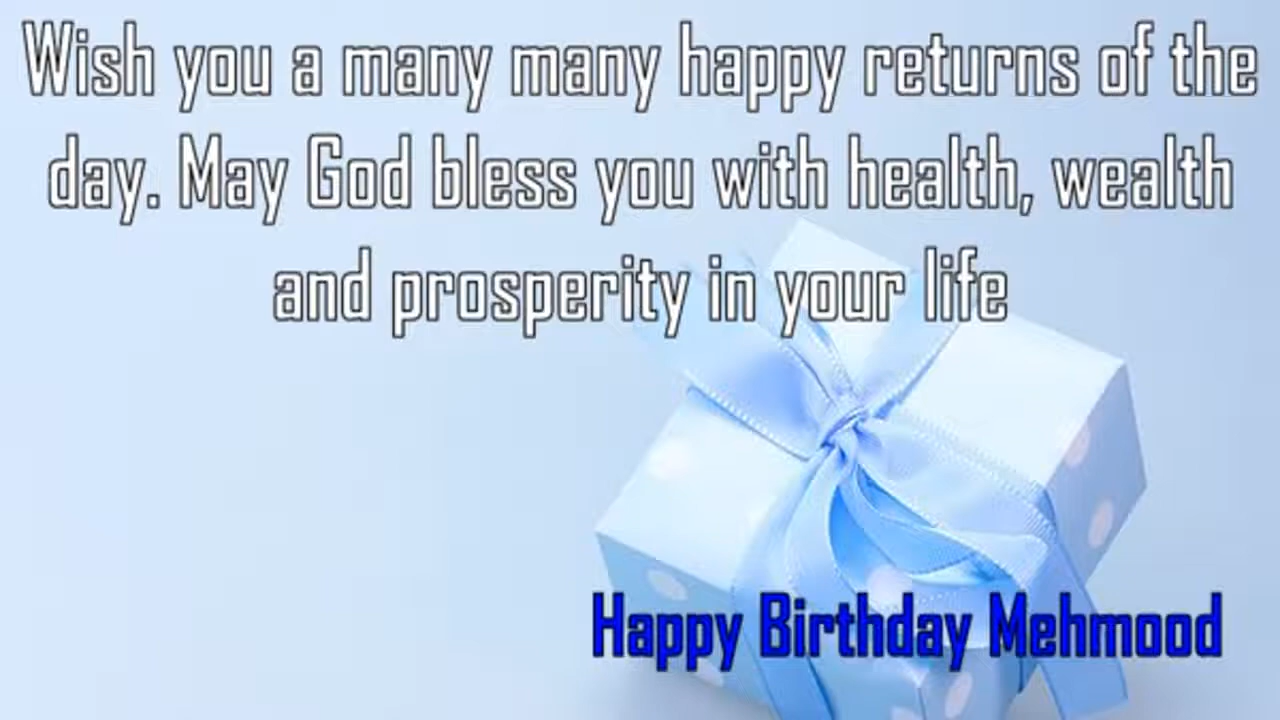 Wish you a many many happy returns of the
day. May God bless you with health, wealth
and prosperity in your life
Happy Birthday Mehmood